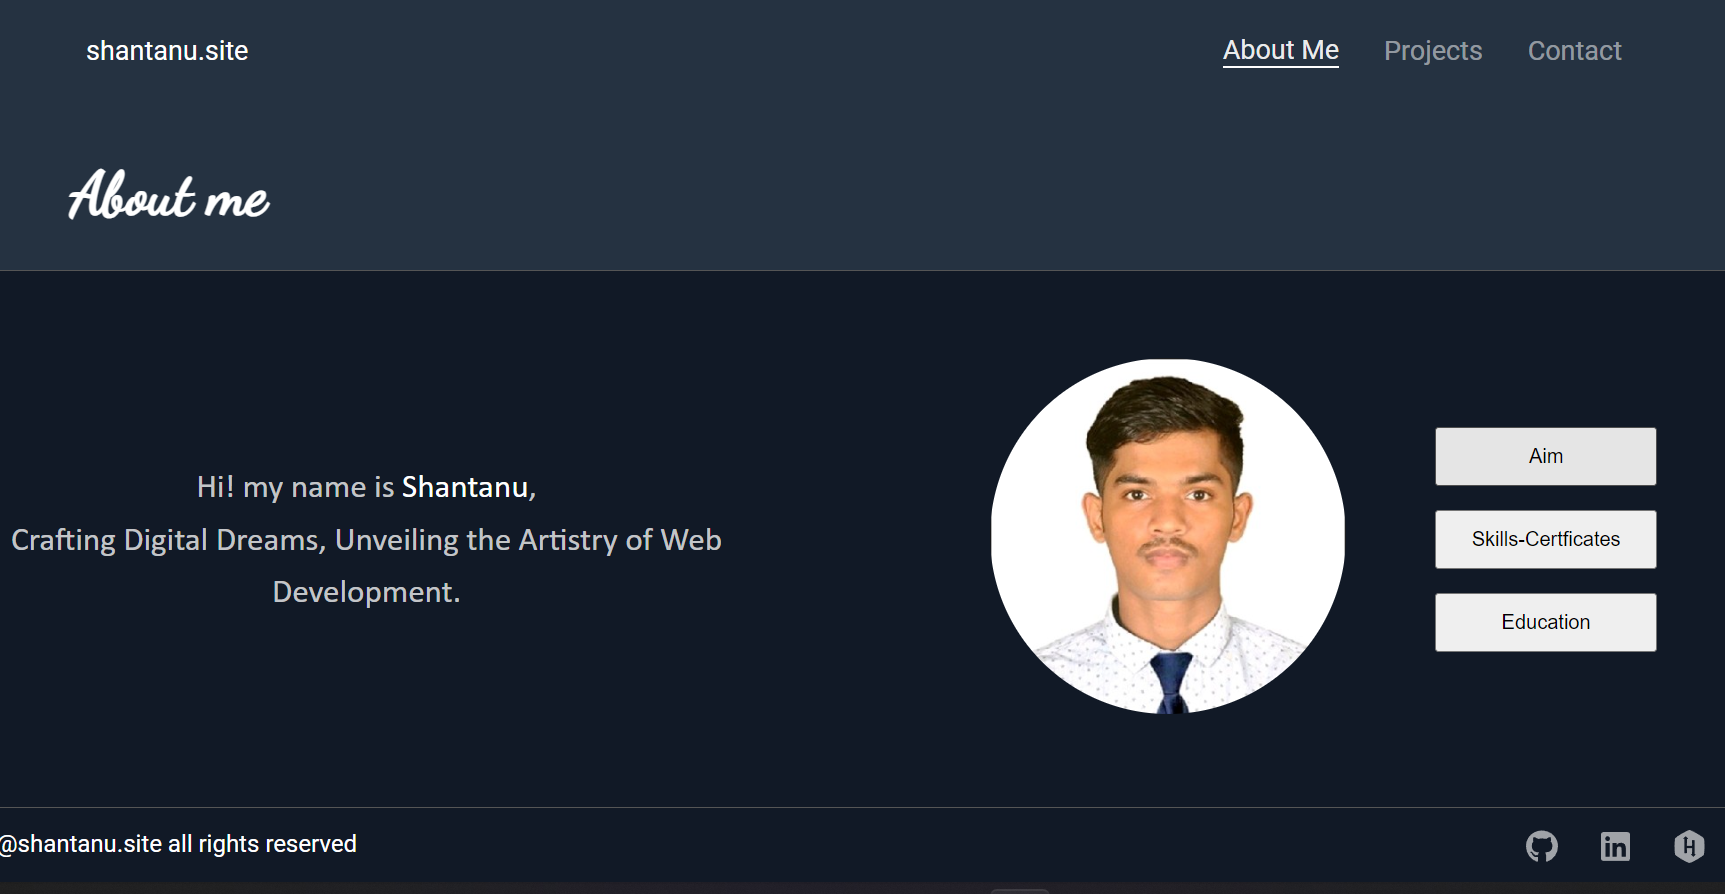 shantanu.site
About Me
Projects
Contact
About me
Hi! my name is Shantanu,
Crafting Digital Dreams, Unveiling the Artistry of Web
Development.
Aim
Skills-Certficates
Education
@shantanu.site all rights reserved
in
H